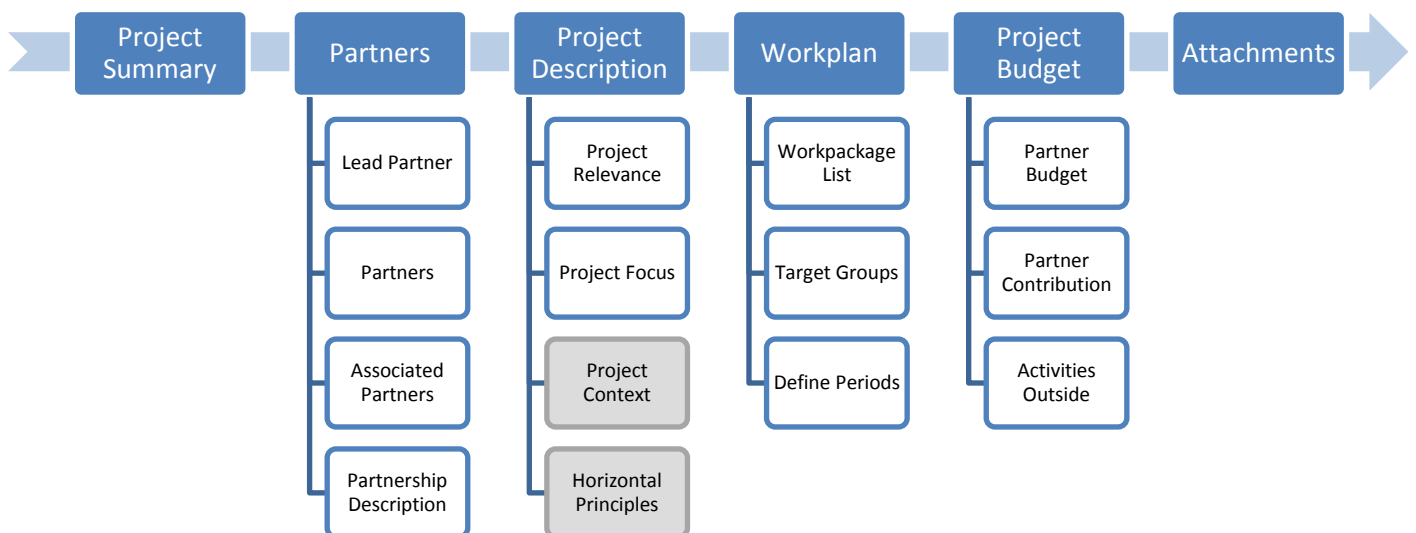 Project
Summary
Partners
Project
Description
Workplan
Project
Budget
Attachments
Lead Partner
Partners
Associated
Partners
Partnership
Description
Project
Relevance
Project Focus
Project
Context
Horizontal
Principles
Workpackage
List
Target Groups
Define Periods
Partner
Budget
Partner
Contribution
Activities
Outside